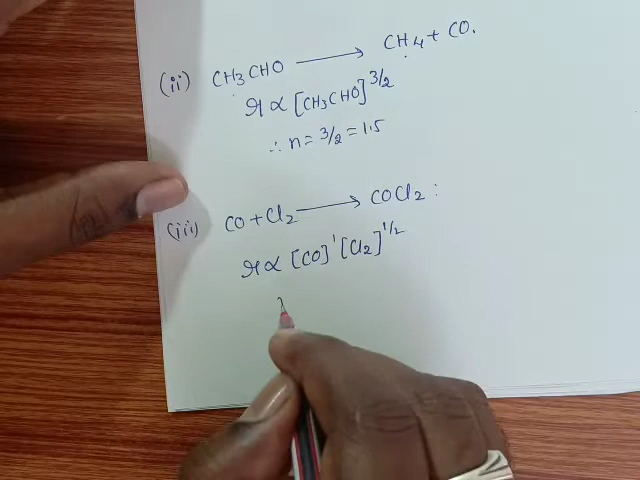 (ii) CH₃CHO ⟶ CH₄ + CO.
r ∝ [CH₃CHO]^3/2
∴ n = 3/2 = 1.5
(iii) CO + Cl₂ ⟶ COCl₂ :
r ∝ [CO]^1 [Cl₂]^1/2